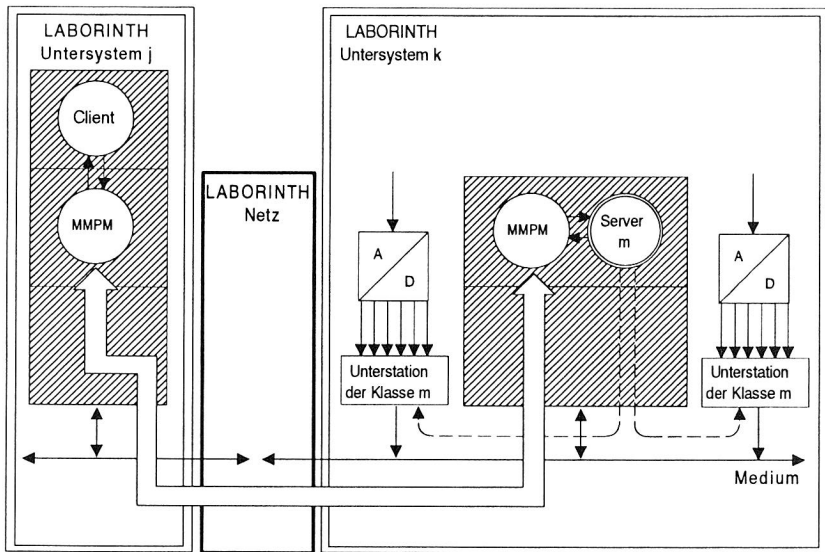 LABORINTH
Untersystem j
Client
MMPM
LABORINTH
Netz
LABORINTH
Untersystem k
A
D
Unterstation
der Klasse m
MMPM
Server
m
A
D
Unterstation
der Klasse m
Medium